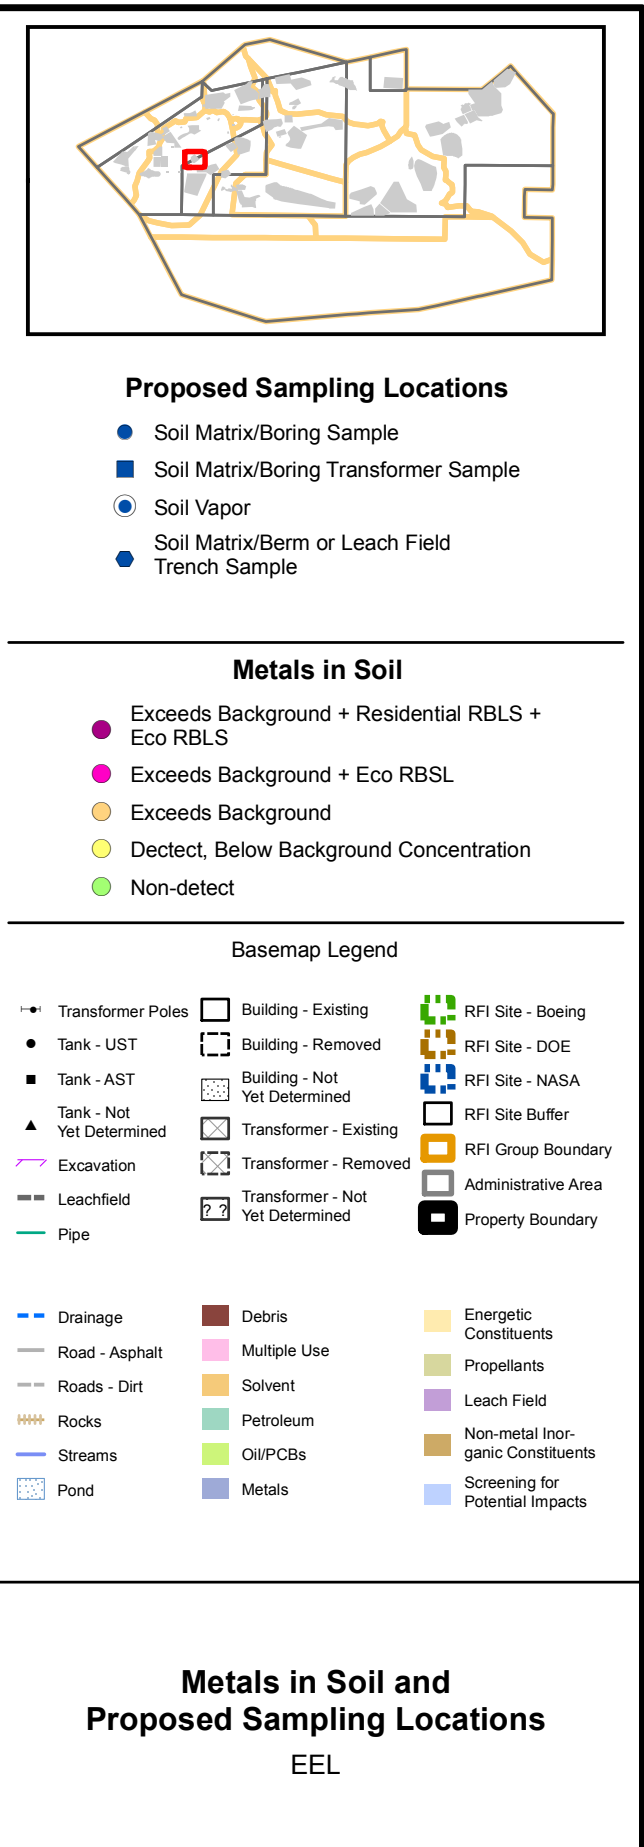 Proposed Sampling Locations
Soil Matrix/Boring Sample
Soil Matrix/Boring Transformer Sample
Soil Vapor
Soil Matrix/Berm or Leach Field
Trench Sample
Metals in Soil
Exceeds Background + Residential RBLS +
Eco RBLS
Exceeds Background + Eco RBSL
Exceeds Background
Dectect, Below Background Concentration
Non-detect
Basemap Legend
Transformer Poles
Tank - UST
Tank - AST
Tank - Not
Yet Determined
Excavation
Leachfield
Pipe
Building - Existing
Building - Removed
Building - Not
Yet Determined
Transformer - Existing
Transformer - Removed
? ?
Transformer - Not
Yet Determined
RFI Site - Boeing
RFI Site - DOE
RFI Site - NASA
RFI Site Buffer
RFI Group Boundary
Administrative Area
Property Boundary
Drainage
Road - Asphalt
Roads - Dirt
Rocks
Streams
Pond
Debris
Multiple Use
Solvent
Petroleum
Oil/PCBs
Metals
Energetic
Constituents
Propellants
Leach Field
Non-metal Inor-
ganic Constituents
Screening for
Potential Impacts
Metals in Soil and
Proposed Sampling Locations
EEL